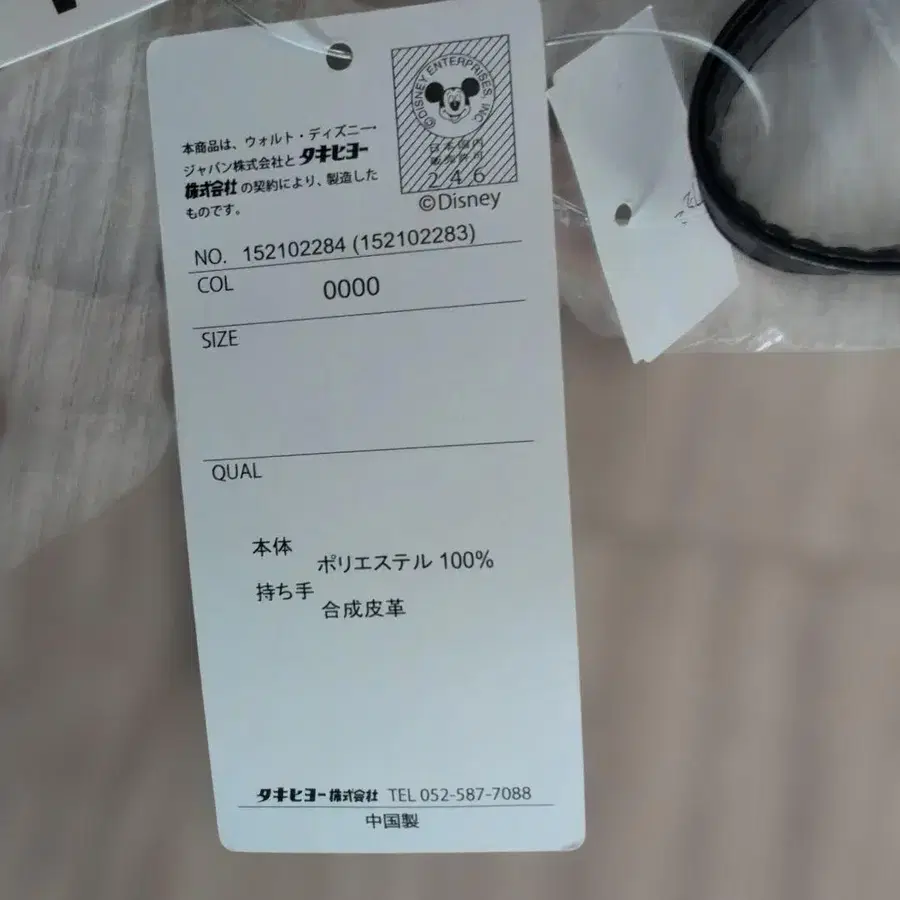 本商品は、ウォルト・ディズニー・
ジャパン株式会社とタキヒヨー
株式会社の契約により、製造した
ものです。
©DISNEY ENTERPRISES, INC.
日本国内
販売許可
246
©Disney
NO. 152102284 (152102283)
COL 0000
SIZE
QUAL
本体 ポリエステル 100%
持ち手 合成皮革
タキヒヨー株式会社 TEL 052-587-7088
中国製